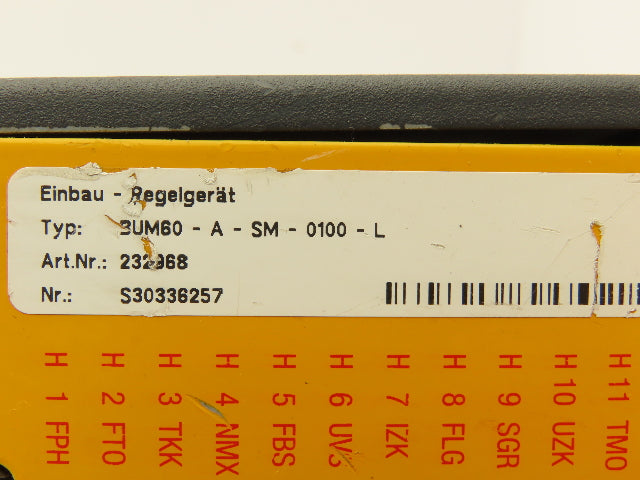 Einbau - Regelgerät
Typ: BUM60 - A - SM - 0100 - L
Art.Nr.: 232968
Nr.: S30336257
H 1 FPH
H 2 FTO
H 3 TKK
H 4 NMX
H 5 FBS
H 6 UVS
H 7 IZK
H 8 FLG
H 9 SGR
H 10 UZK
H 11 TMO